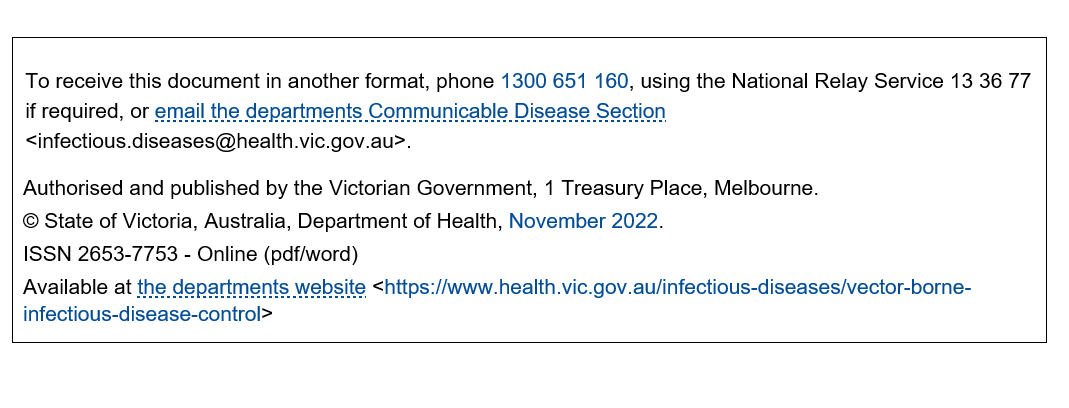 To receive this document in another format, phone 1300 651 160, using the National Relay Service 13 36 77
if required, or email the departments Communicable Disease Section
<infectious.diseases@health.vic.gov.au>.
Authorised and published by the Victorian Government, 1 Treasury Place, Melbourne.
© State of Victoria, Australia, Department of Health, November 2022.
ISSN 2653-7753 - Online (pdf/word)
Available at the departments website <https://www.health.vic.gov.au/infectious-diseases/vector-borne-
infectious-disease-control>